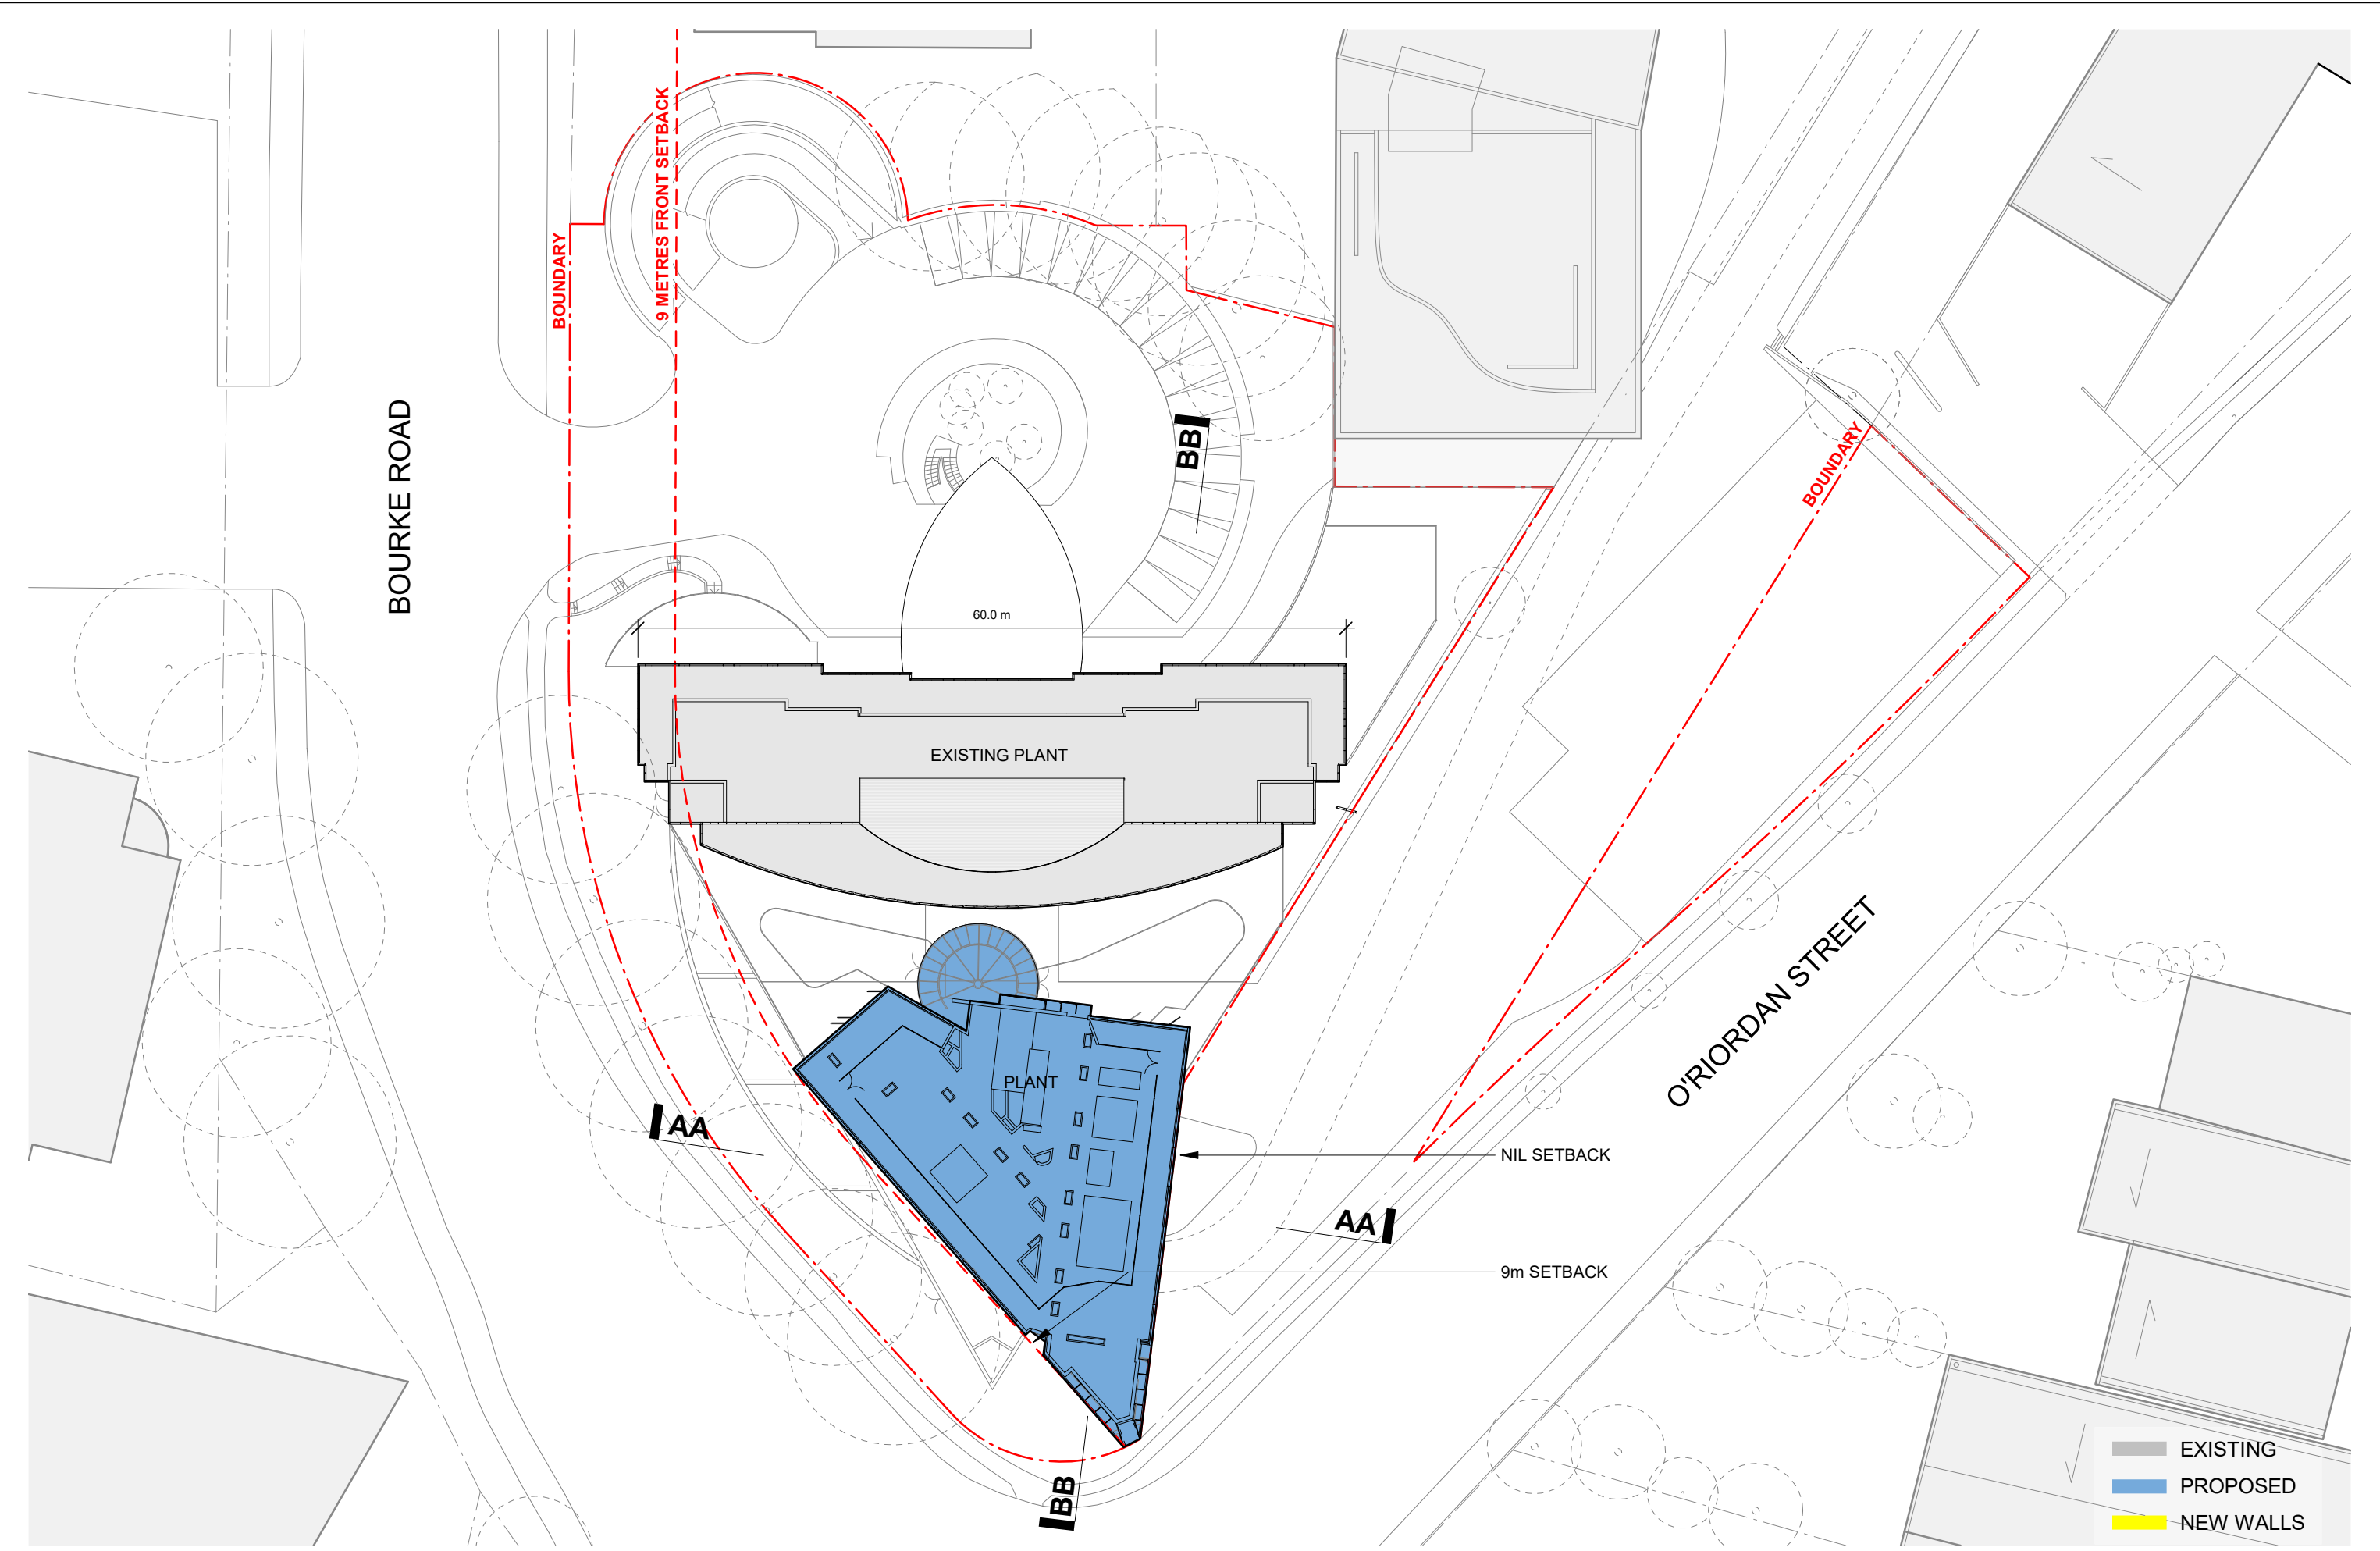 9 METRES FRONT SETBACK
BOUNDARY
BOURKE ROAD
BB
BOUNDARY
60.0 m
EXISTING PLANT
O'RIORDAN STREET
PLANT
AA
NIL SETBACK
AA
9m SETBACK
BB
EXISTING
PROPOSED
NEW WALLS